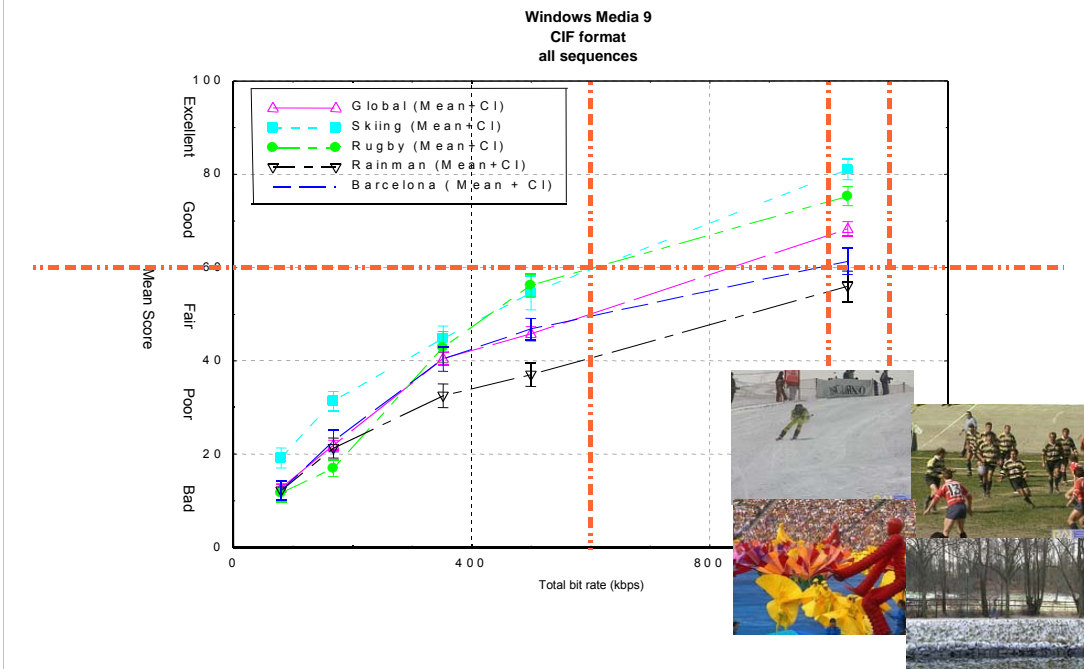 Windows Media 9
CIF format
all sequences
100
80
60
40
20
0
Excellent
Good
Fair
Poor
Bad
Mean Score
Global (Mean+CI)
Skiing (Mean+CI)
Rugby (Mean+CI)
Rainman (Mean+CI)
Barcelona (Mean + CI)
0
400
800
Total bit rate (kbps)
13